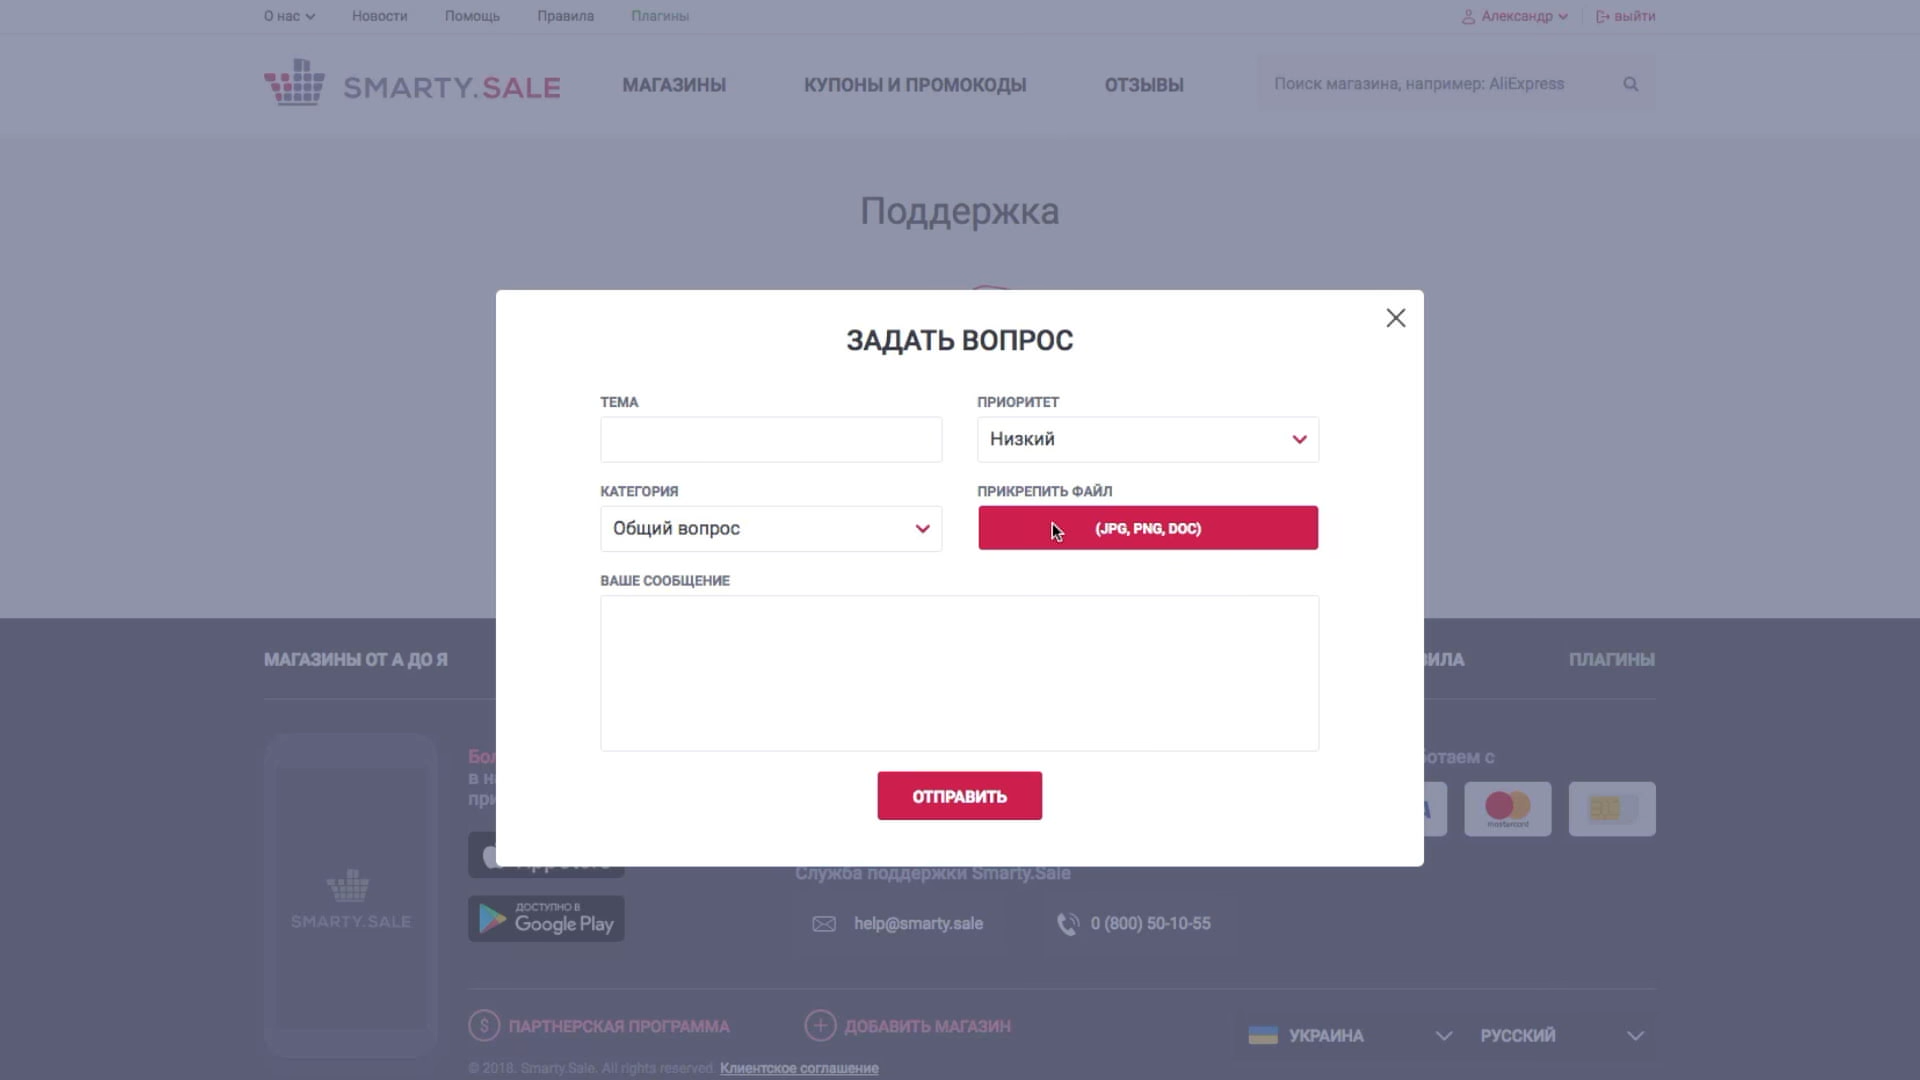 О нас
Новости
Помощь
Правила
Плагины
Александр
выйти
SMARTY.SALE
МАГАЗИНЫ
КУПОНЫ И ПРОМОКОДЫ
ОТЗЫВЫ
Поиск магазина, например: AliExpress
Поддержка
ЗАДАТЬ ВОПРОС
ТЕМА
ПРИОРИТЕТ
Низкий
КАТЕГОРИЯ
ПРИКРЕПИТЬ ФАЙЛ
Общий вопрос
(JPG, PNG, DOC)
ВАШЕ СООБЩЕНИЕ
ОТПРАВИТЬ
МАГАЗИНЫ ОТ А ДО Я
ПЛАГИНЫ
mastercard
SMARTY.SALE
ДОСТУПНО В
Google Play
Служба поддержки Smarty.Sale
help@smarty.sale
0 (800) 50-10-55
ПАРТНЕРСКАЯ ПРОГРАММА
ДОБАВИТЬ МАГАЗИН
УКРАИНА
РУССКИЙ
© 2018. Smarty.Sale. All rights reserved. Клиентское соглашение